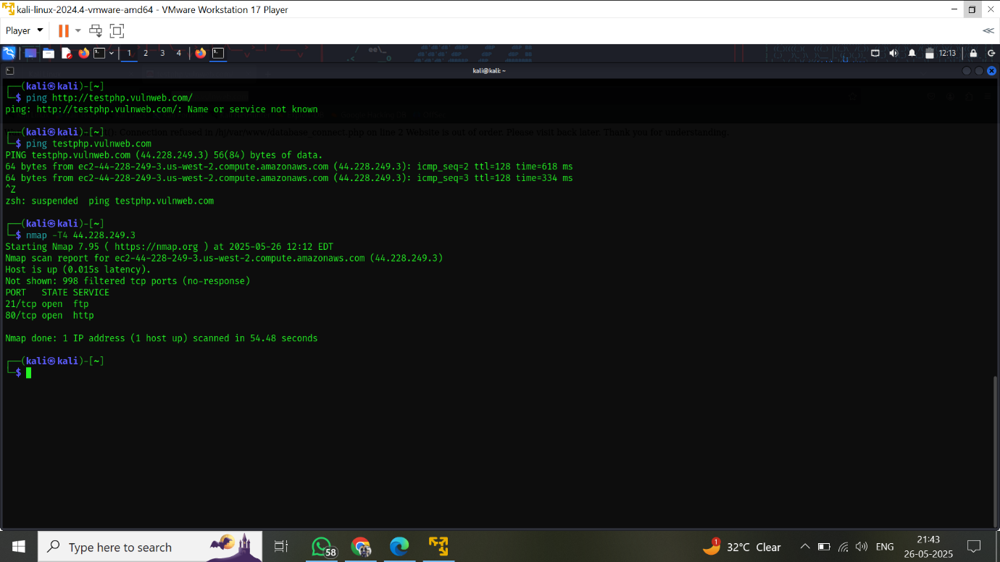 kali-linux-2024.4-vmware-amd64 - VMware Workstation 17 Player
Player
1 2 3 4
12:13
kali@kali: ~
┌──(kali㉿kali)-[~]
└─$ ping http://testphp.vulnweb.com/
ping: http://testphp.vulnweb.com/: Name or service not known
┌──(kali㉿kali)-[~]
Connection refused in /hj/var/www/database_connect.php on line 2 Website is out of order. Please visit back later. Thank you for understanding.
└─$ ping testphp.vulnweb.com
PING testphp.vulnweb.com (44.228.249.3) 56(84) bytes of data.
64 bytes from ec2-44-228-249-3.us-west-2.compute.amazonaws.com (44.228.249.3): icmp_seq=2 ttl=128 time=618 ms
64 bytes from ec2-44-228-249-3.us-west-2.compute.amazonaws.com (44.228.249.3): icmp_seq=3 ttl=128 time=334 ms
^Z
zsh: suspended  ping testphp.vulnweb.com
┌──(kali㉿kali)-[~]
└─$ nmap -T4 44.228.249.3
Starting Nmap 7.95 ( https://nmap.org ) at 2025-05-26 12:12 EDT
Nmap scan report for ec2-44-228-249-3.us-west-2.compute.amazonaws.com (44.228.249.3)
Host is up (0.015s latency).
Not shown: 998 filtered tcp ports (no-response)
PORT   STATE SERVICE
21/tcp open  ftp
80/tcp open  http
Nmap done: 1 IP address (1 host up) scanned in 54.48 seconds
┌──(kali㉿kali)-[~]
└─$
Type here to search
58
1
32°C Clear
ENG
21:43
26-05-2025